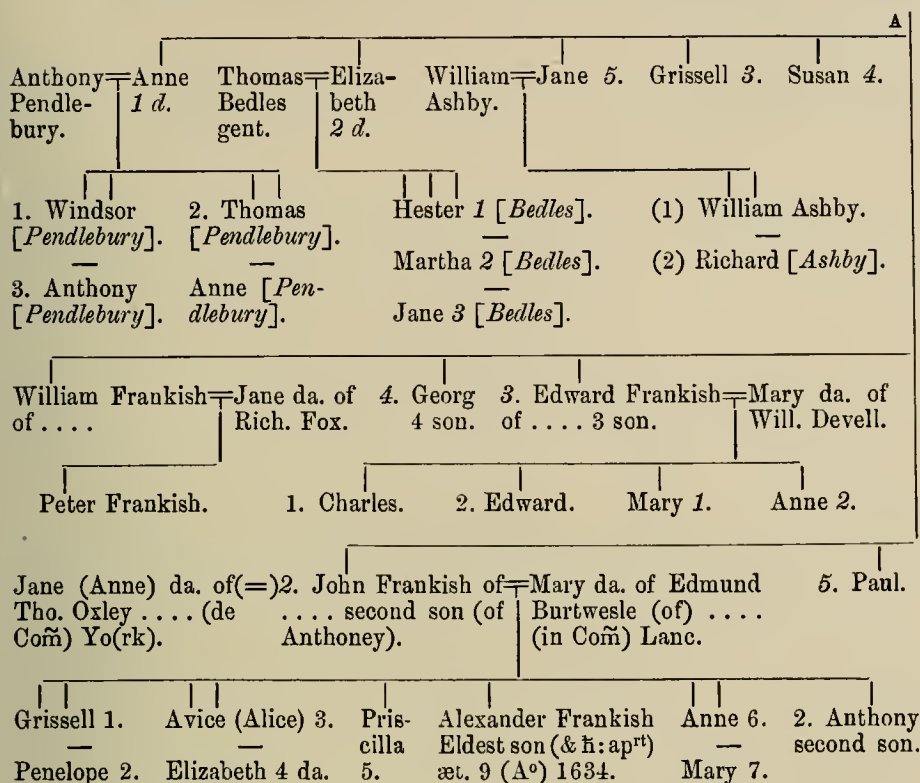 A
Anthony╤Anne Thomas╤Eliza- William╤Jane 5. Grissell 3. Susan 4.
Pendle- 1 d. Bedles beth Ashby.
bury. gent. 2 d.
1. Windsor 2. Thomas Hester 1 [Bedles]. (1) William Ashby.
[Pendlebury]. [Pendlebury]. —
— — Martha 2 [Bedles]. (2) Richard [Ashby].
3. Anthony Anne [Pen- —
[Pendlebury]. dlebury]. Jane 3 [Bedles].
William Frankish╤Jane da. of 4. Georg 3. Edward Frankish╤Mary da. of
of .... Rich. Fox. 4 son. of .... 3 son. Will. Devell.
Peter Frankish. 1. Charles. 2. Edward. Mary 1. Anne 2.
Jane (Anne) da. of(=)2. John Frankish of╤Mary da. of Edmund 5. Paul.
Tho. Oxley .... (de .... second son (of Burtwesle (of) ....
Com̃) Yo(rk). Anthoney). (in Com̃) Lanc.
Grissell 1. Avice (Alice) 3. Pris- Alexander Frankish Anne 6. 2. Anthony
— — cilla Eldest son (& ħ: apʳᵗ) — second son.
Penelope 2. Elizabeth 4 da. 5. æt. 9 (Aº) 1634. Mary 7.